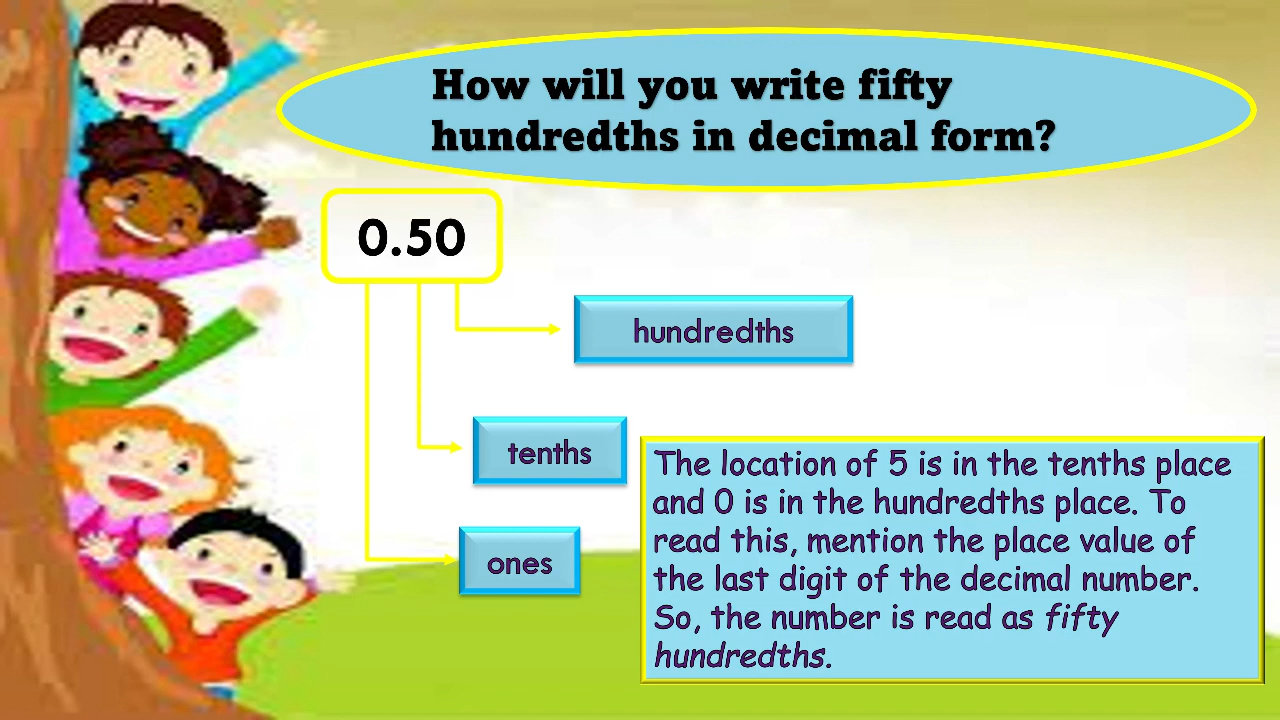 How will you write fifty
hundredths in decimal form?
0.50
hundredths
tenths
ones
The location of 5 is in the tenths place
and 0 is in the hundredths place. To
read this, mention the place value of
the last digit of the decimal number.
So, the number is read as fifty
hundredths.